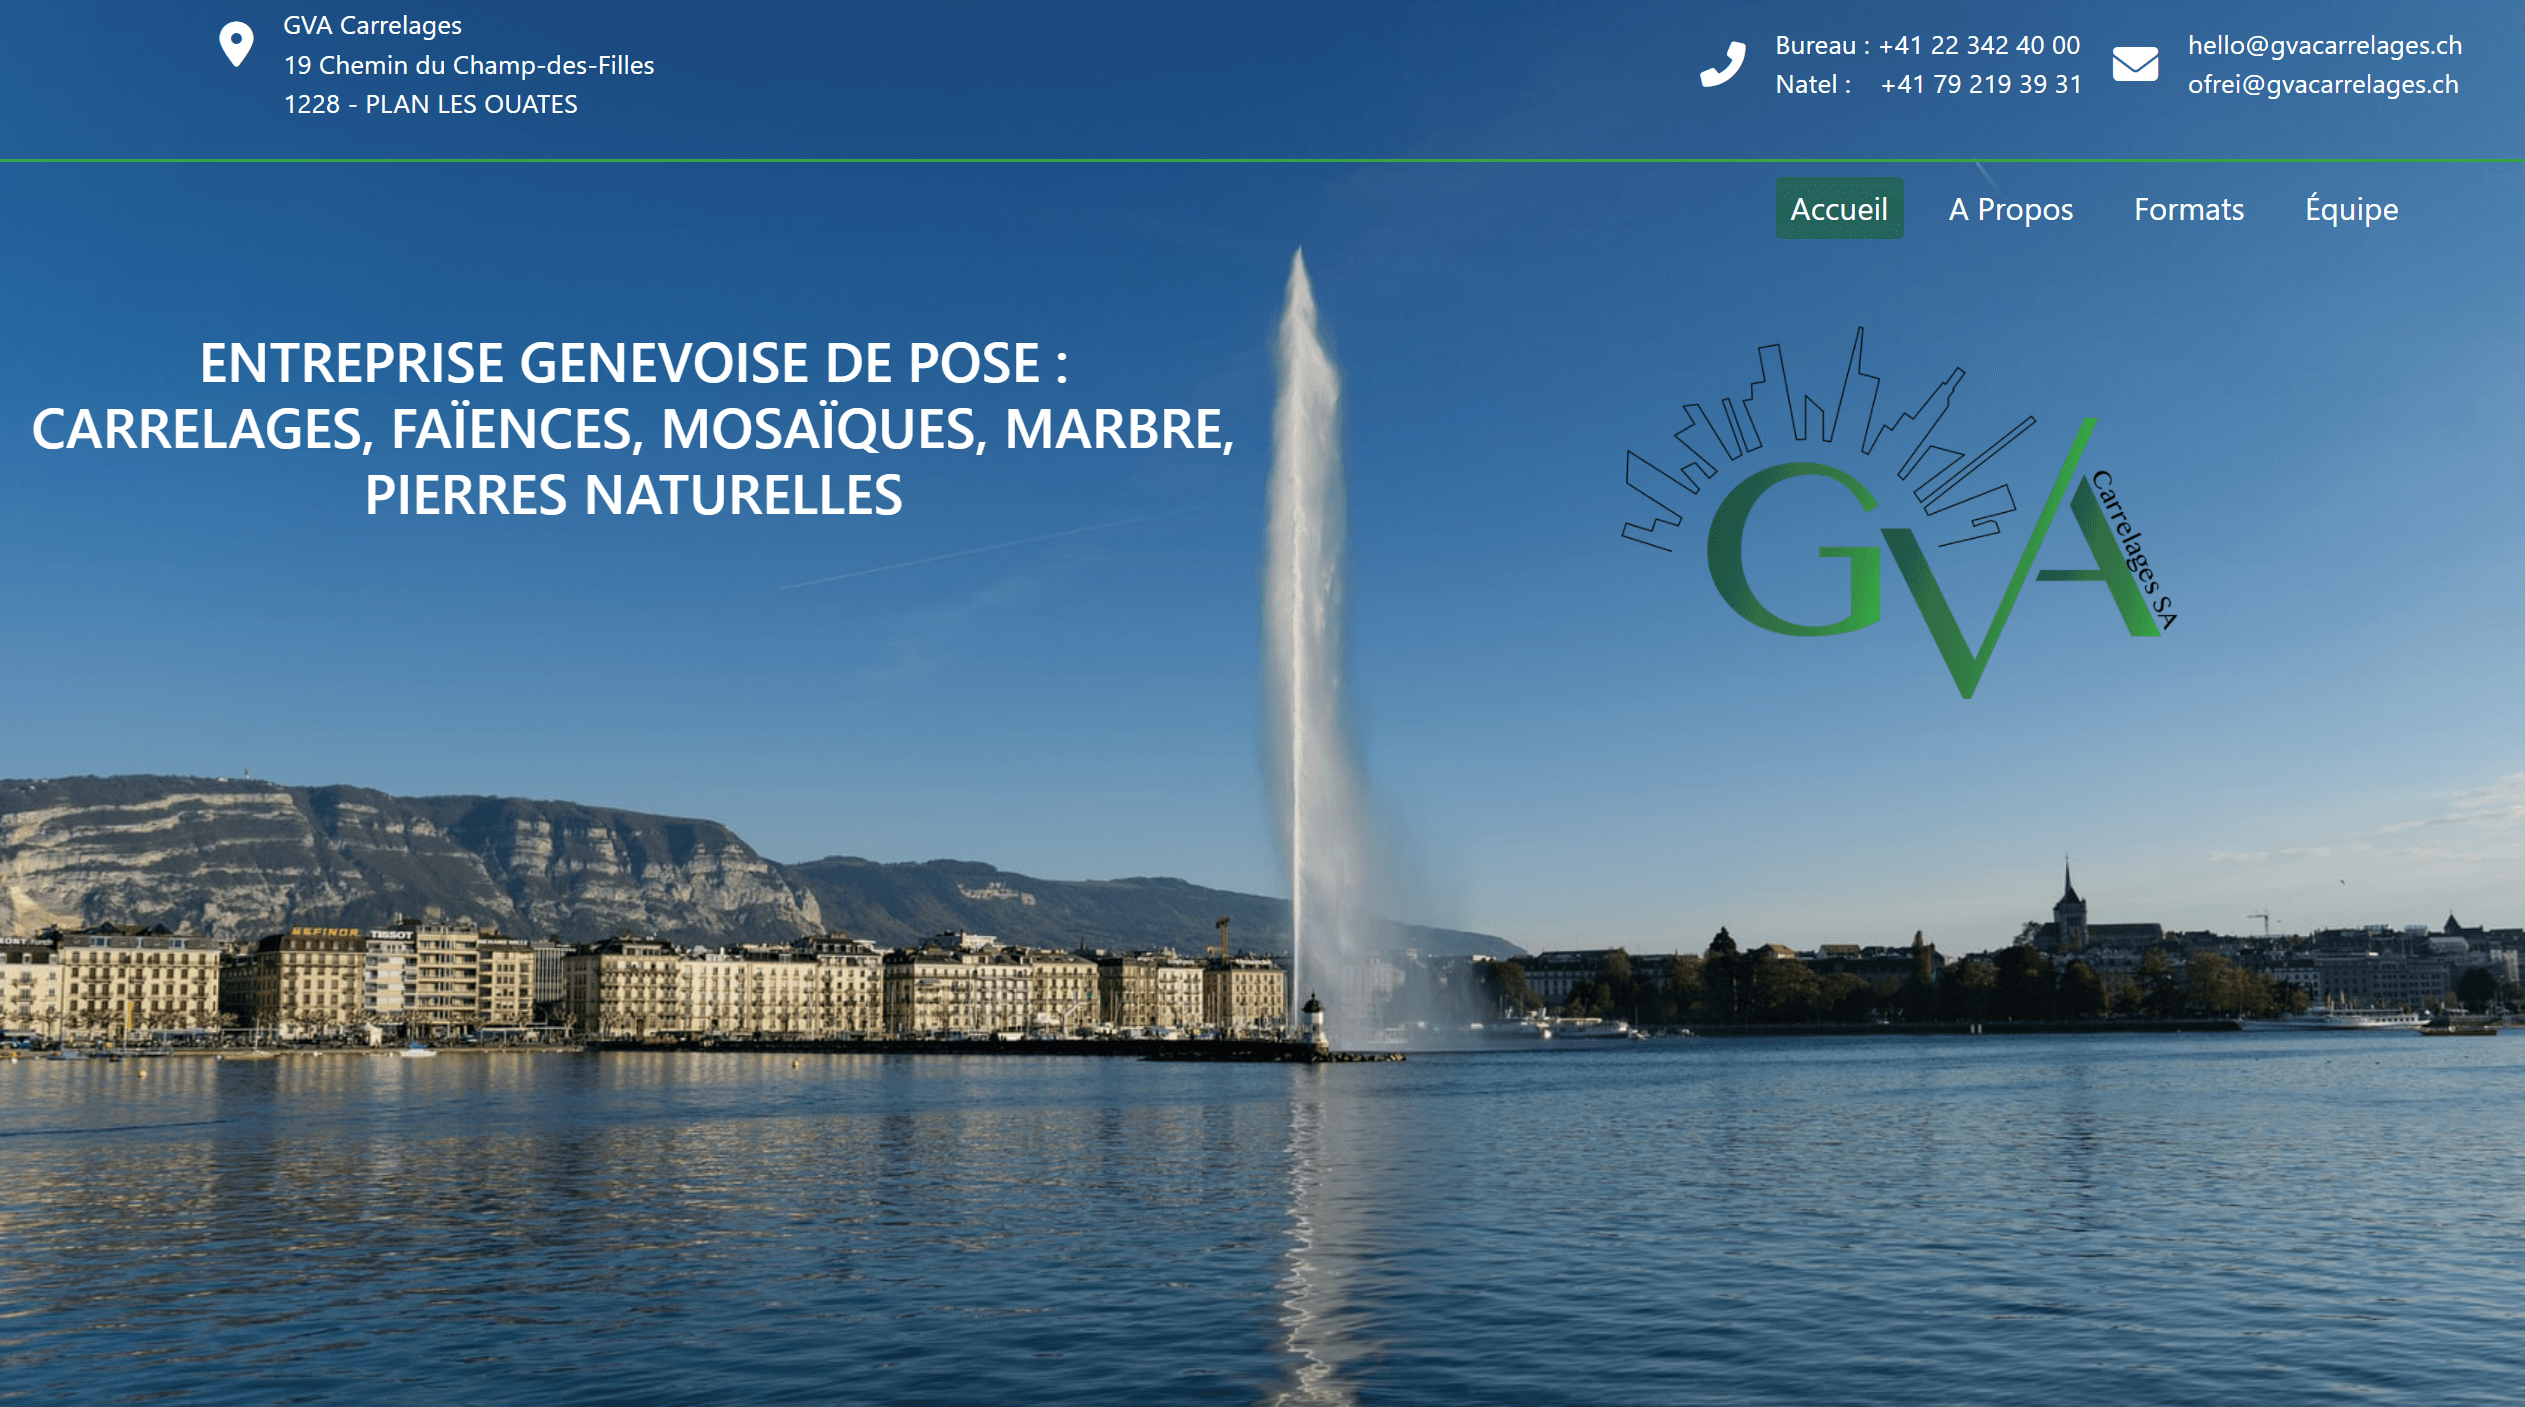 GVA Carrelages
19 Chemin du Champ-des-Filles
1228 - PLAN LES OUATES
Bureau : +41 22 342 40 00
Natel : +41 79 219 39 31
hello@gvacarrelages.ch
ofrei@gvacarrelages.ch
Accueil A Propos Formats Équipe
ENTREPRISE GENEVOISE DE POSE :
CARRELAGES, FAÏENCES, MOSAÏQUES, MARBRE,
PIERRES NATURELLES
GVA
Carrelages SA
NOTZ
TISSOT